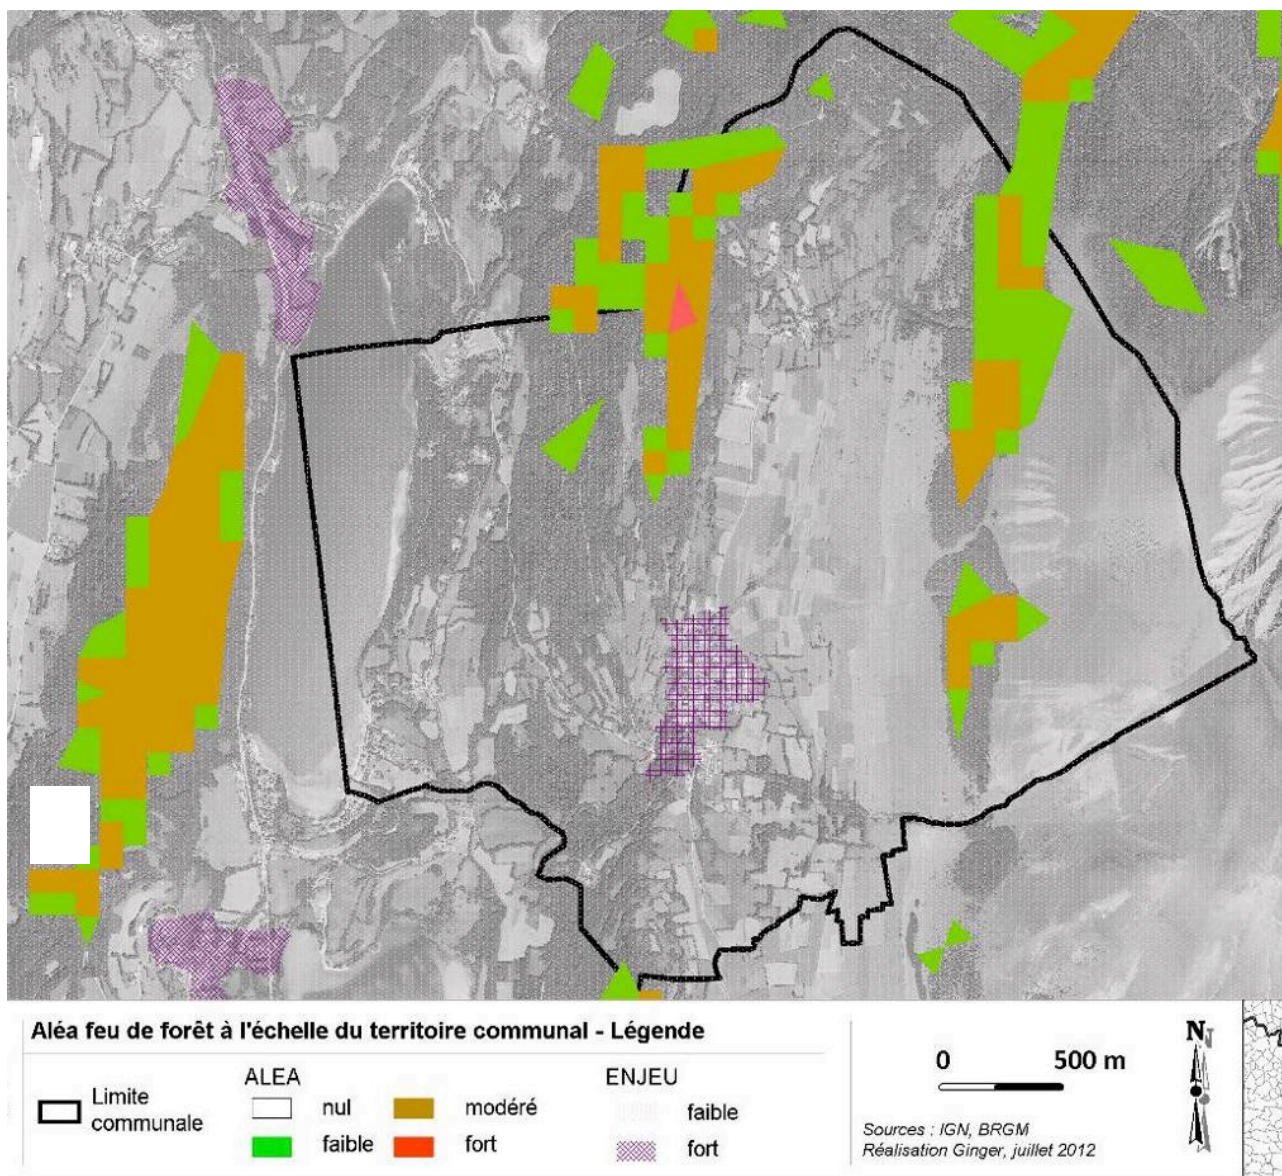 Aléa feu de forêt à l'échelle du territoire communal - Légende
Limite
communale
ALEA
nul
faible
modéré
fort
ENJEU
faible
fort
0 500 m
Sources : IGN, BRGM
Réalisation Ginger, juillet 2012
N